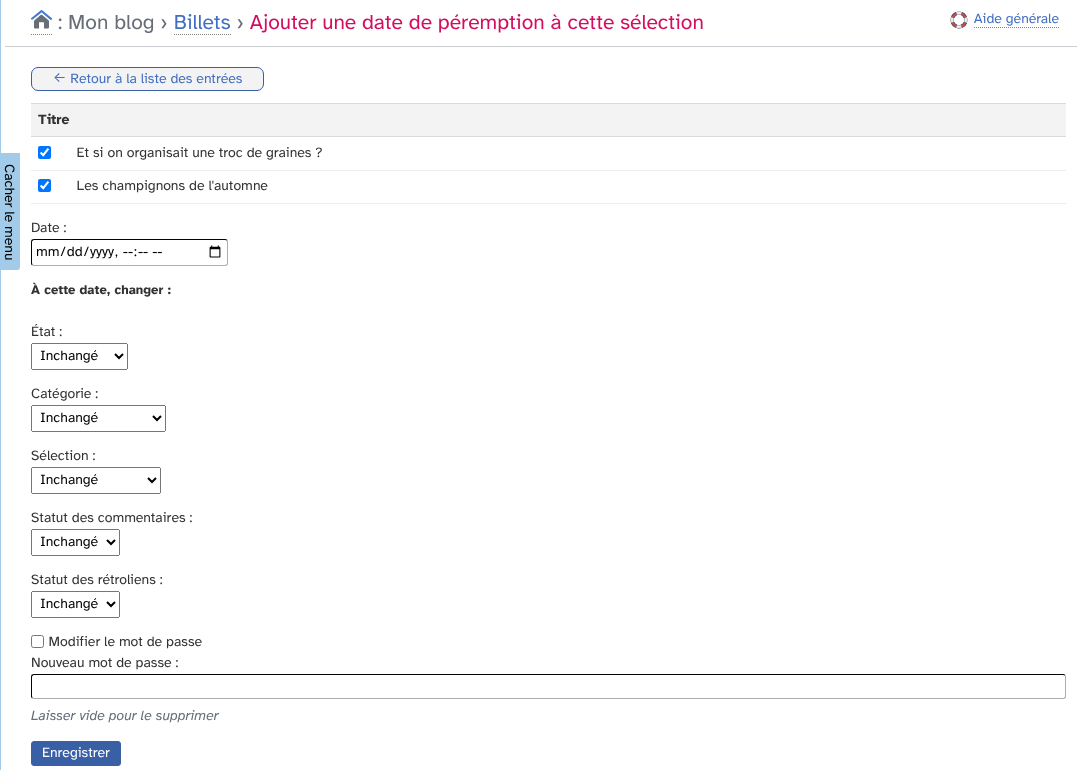 : Mon blog › Billets › Ajouter une date de péremption à cette sélection
Aide générale
← Retour à la liste des entrées
Titre
Et si on organisait une troc de graines ?
Les champignons de l'automne
Cacher le menu
Date :
mm/dd/yyyy, --:-- --
À cette date, changer :
État :
Inchangé
Catégorie :
Inchangé
Sélection :
Inchangé
Statut des commentaires :
Inchangé
Statut des rétroliens :
Inchangé
Modifier le mot de passe
Nouveau mot de passe :
Laisser vide pour le supprimer
Enregistrer